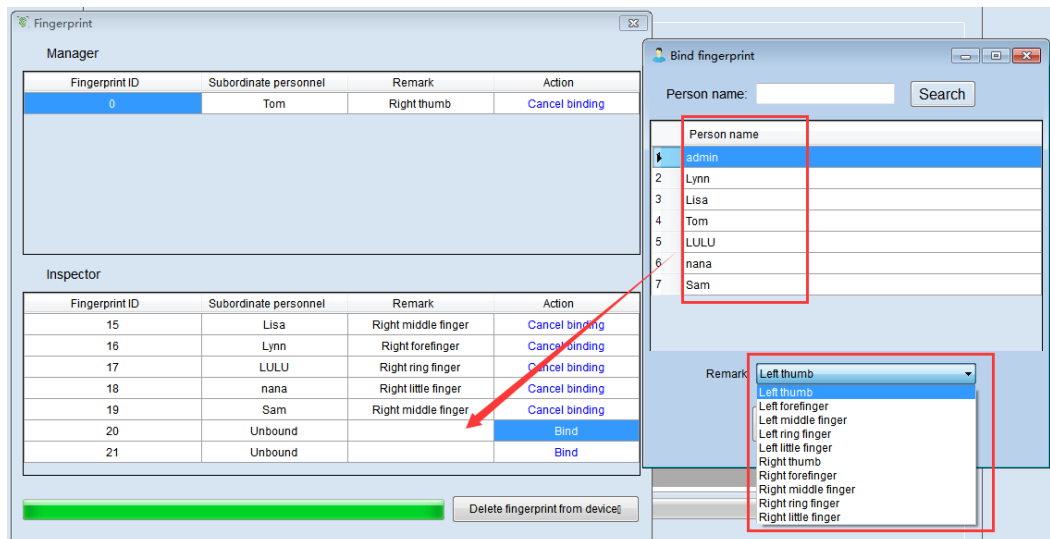 Fingerprint
Manager
Fingerprint ID Subordinate personnel Remark Action
0 Tom Right thumb Cancel binding
Inspector
Fingerprint ID Subordinate personnel Remark Action
15 Lisa Right middle finger Cancel binding
16 Lynn Right forefinger Cancel binding
17 LULU Right ring finger Cancel binding
18 nana Right little finger Cancel binding
19 Sam Right middle finger Cancel binding
20 Unbound Bind
21 Unbound Bind
Delete fingerprint from device
Bind fingerprint
Person name: Search
Person name
admin
2 Lynn
3 Lisa
4 Tom
5 LULU
6 nana
7 Sam
Remark Left thumb
Left thumb
Left forefinger
Left middle finger
Left ring finger
Left little finger
Right thumb
Right forefinger
Right middle finger
Right ring finger
Right little finger